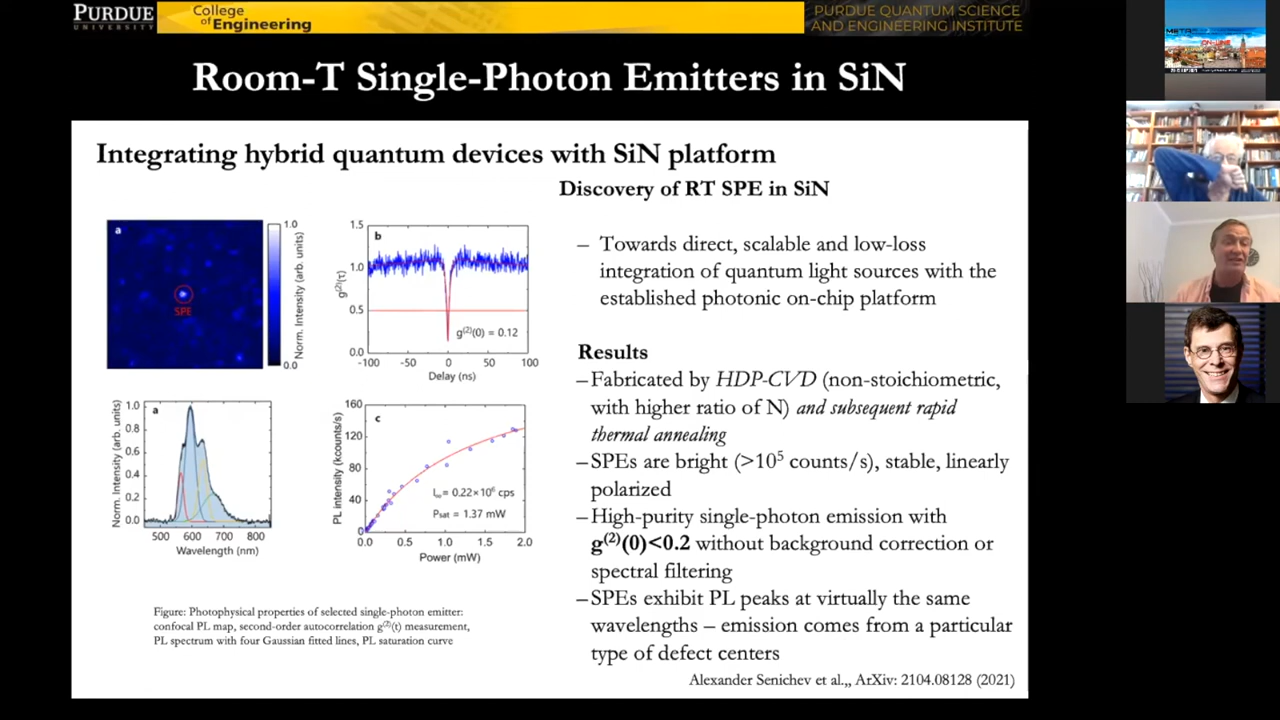 PURDUE
UNIVERSITY
College
of Engineering
PURDUE QUANTUM SCIENCE
AND ENGINEERING INSTITUTE
Room-T Single-Photon Emitters in SiN
Integrating hybrid quantum devices with SiN platform
Discovery of RT SPE in SiN
– Towards direct, scalable and low-loss
integration of quantum light sources with the
established photonic on-chip platform
a
SPE
1.0
0.0
Norm. Intensity (arb. units)
b
1.5
1.0
0.5
0.0
g(2)(τ)
g(2)(0) = 0.12
-100 -50 0 50 100
Delay (ns)
a
1.0
0.8
0.6
0.4
0.2
0.0
Norm. Intensity (arb. units)
500 600 700 800
Wavelength (nm)
c
160
120
80
40
0
PL intensity (kcounts/s)
I∞= 0.22×10⁶ cps
Psat = 1.37 mW
0.0 0.5 1.0 1.5 2.0
Power (mW)
Figure: Photophysical properties of selected single-photon emitter:
confocal PL map, second-order autocorrelation g(2)(t) measurement,
PL spectrum with four Gaussian fitted lines, PL saturation curve
Results
–Fabricated by HDP-CVD (non-stoichiometric,
with higher ratio of N) and subsequent rapid
thermal annealing
–SPEs are bright (>10⁵ counts/s), stable, linearly
polarized
–High-purity single-photon emission with
g(2)(0)<0.2 without background correction or
spectral filtering
–SPEs exhibit PL peaks at virtually the same
wavelengths – emission comes from a particular
type of defect centers
Alexander Senichev et al.,, ArXiv: 2104.08128 (2021)
META
ON-LINE